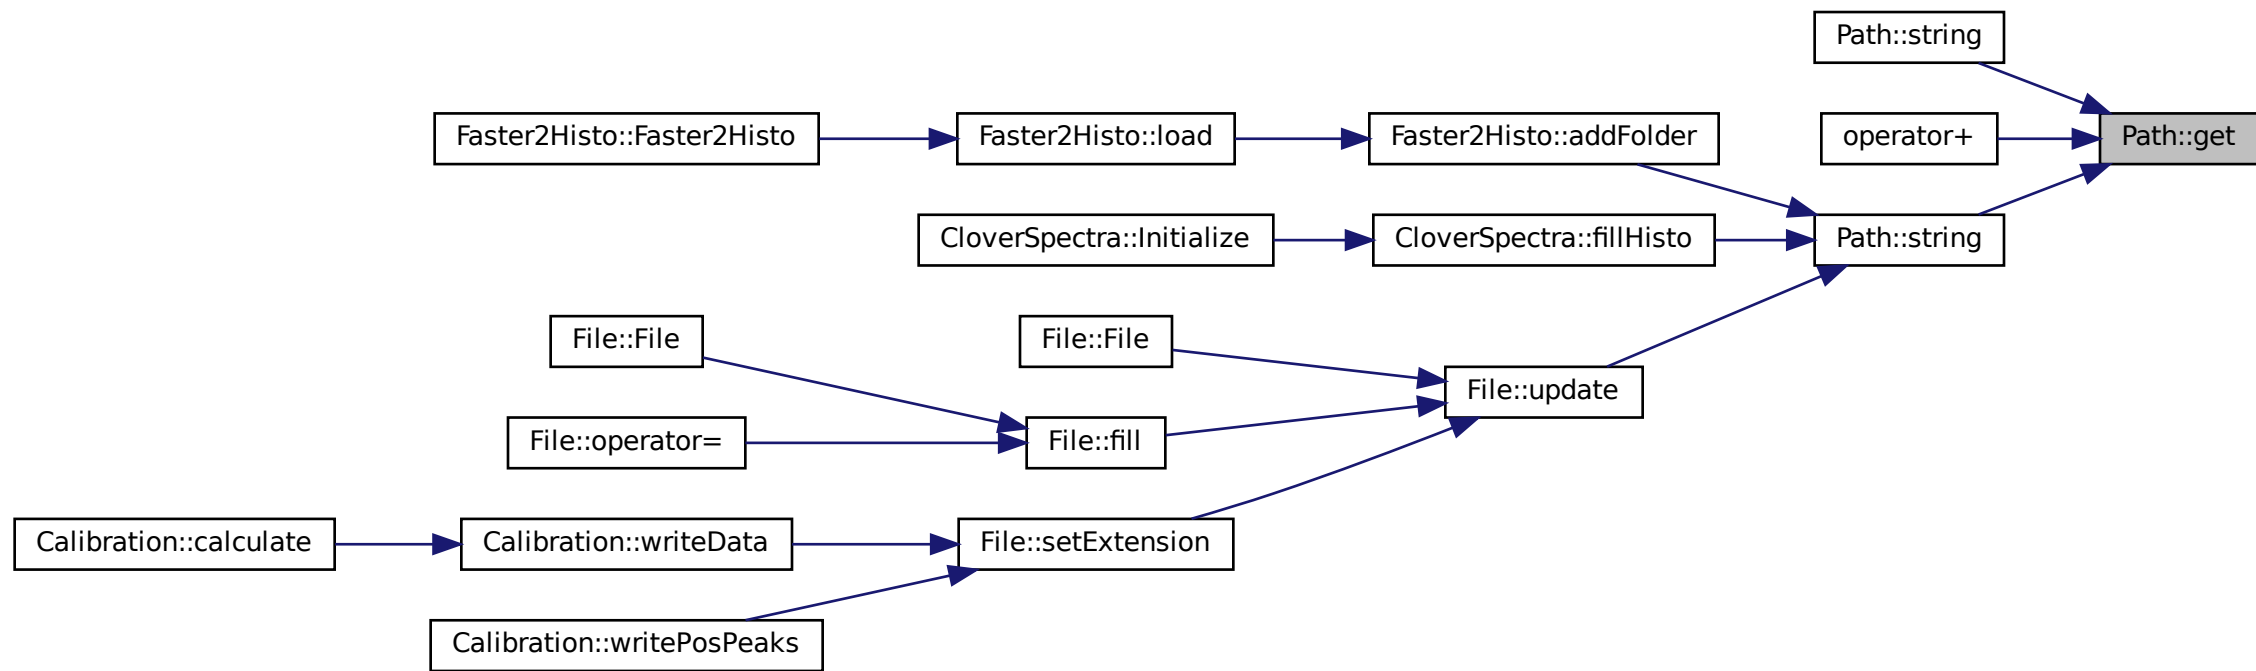 Path::string
Faster2Histo::Faster2Histo
Faster2Histo::load
Faster2Histo::addFolder
operator+
Path::get
CloverSpectra::Initialize
CloverSpectra::fillHisto
Path::string
File::File
File::File
File::update
File::operator=
File::fill
Calibration::calculate
Calibration::writeData
File::setExtension
Calibration::writePosPeaks